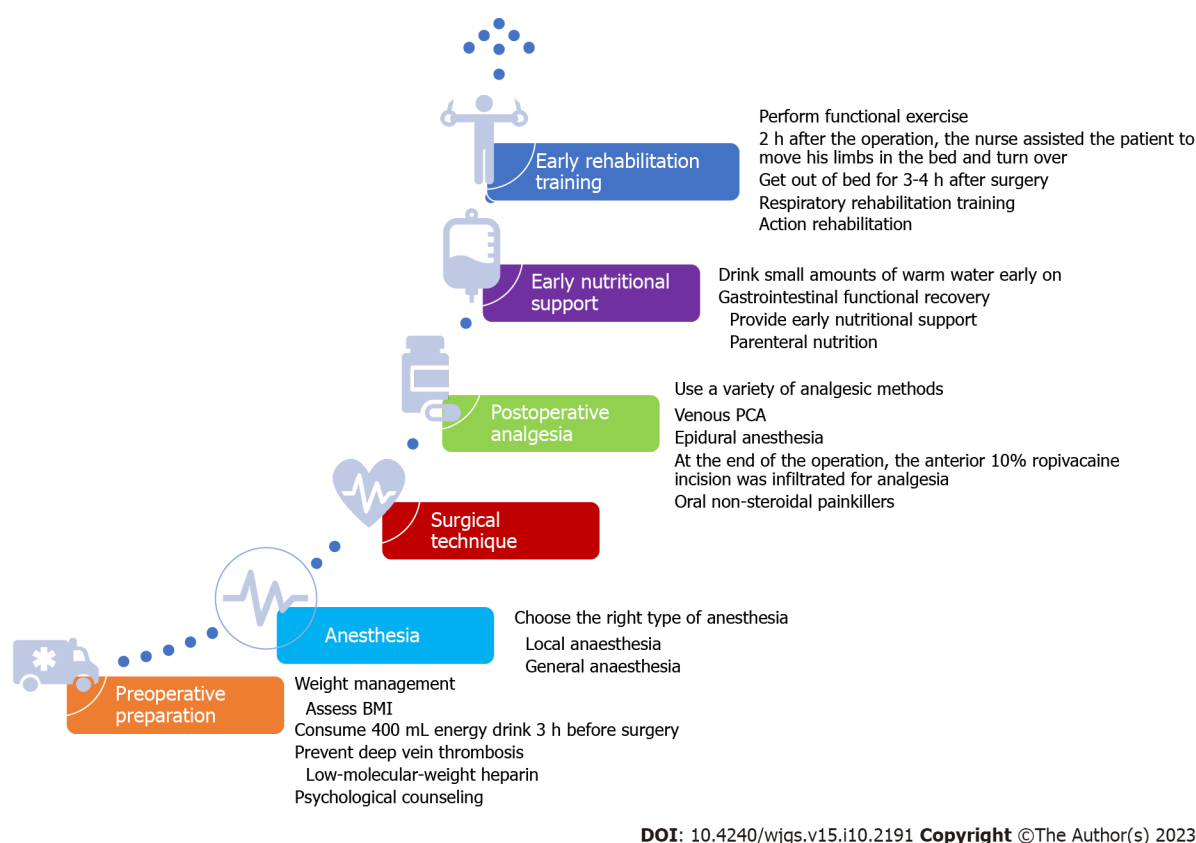 Early rehabilitation
training
Perform functional exercise
2 h after the operation, the nurse assisted the patient to
move his limbs in the bed and turn over
Get out of bed for 3-4 h after surgery
Respiratory rehabilitation training
Action rehabilitation
Early nutritional
support
Drink small amounts of warm water early on
Gastrointestinal functional recovery
Provide early nutritional support
Parenteral nutrition
Postoperative
analgesia
Use a variety of analgesic methods
Venous PCA
Epidural anesthesia
At the end of the operation, the anterior 10% ropivacaine
incision was infiltrated for analgesia
Oral non-steroidal painkillers
Surgical
technique
Anesthesia
Choose the right type of anesthesia
Local anaesthesia
General anaesthesia
Preoperative
preparation
Weight management
Assess BMI
Consume 400 mL energy drink 3 h before surgery
Prevent deep vein thrombosis
Low-molecular-weight heparin
Psychological counseling
DOI: 10.4240/wjgs.v15.i10.2191 Copyright ©The Author(s) 2023